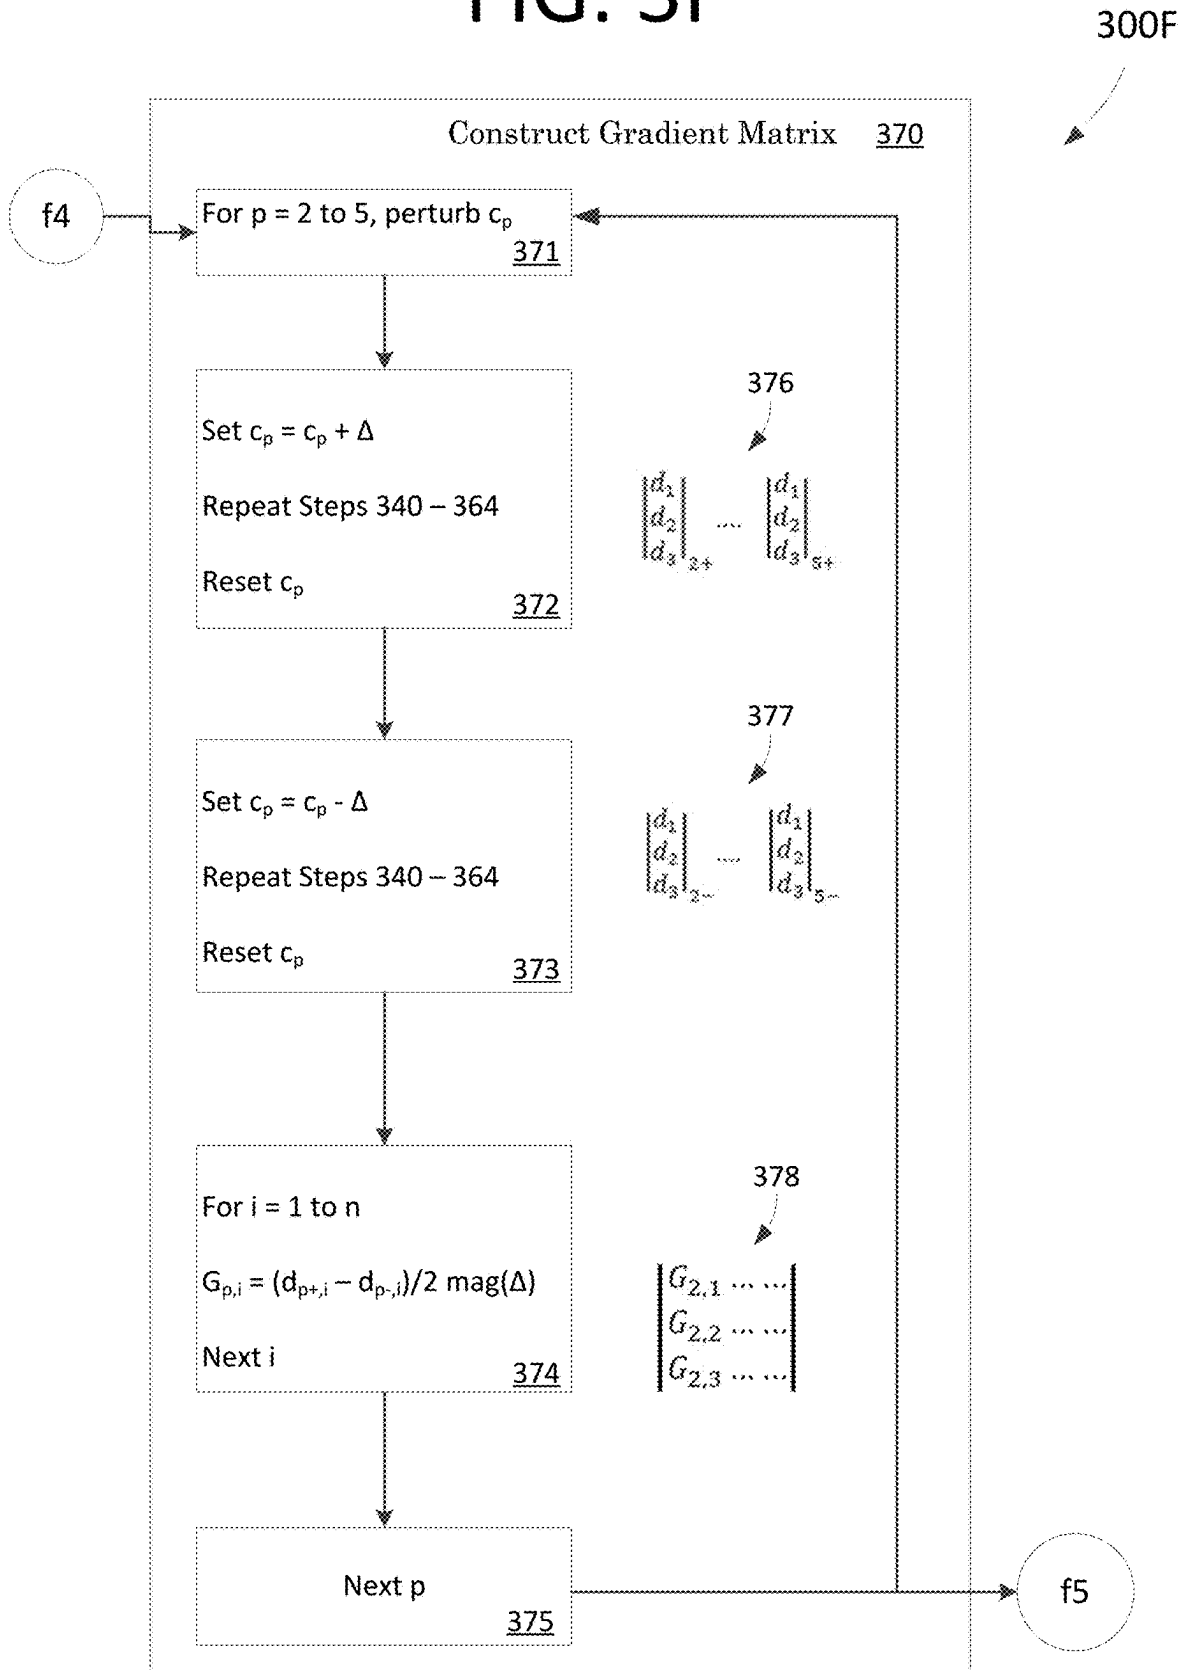 FIG. 3F
300F
Construct Gradient Matrix 370
f4
For p = 2 to 5, perturb cₚ
371
376
Set cₚ = cₚ + Δ
Repeat Steps 340 – 364
Reset cₚ
372
d₁ d₁
d₂ .... d₂
d₃ 2+ d₃ 5+
377
Set cₚ = cₚ - Δ
Repeat Steps 340 – 364
Reset cₚ
373
d₁ d₁
d₂ .... d₂
d₃ 2− d₃ 5−
378
For i = 1 to n
Gp,i = (dp+,i – dp-,i)/2 mag(Δ)
Next i
374
G2,1 ... ...
G2,2 ... ...
G2,3 ... ...
Next p
375
f5